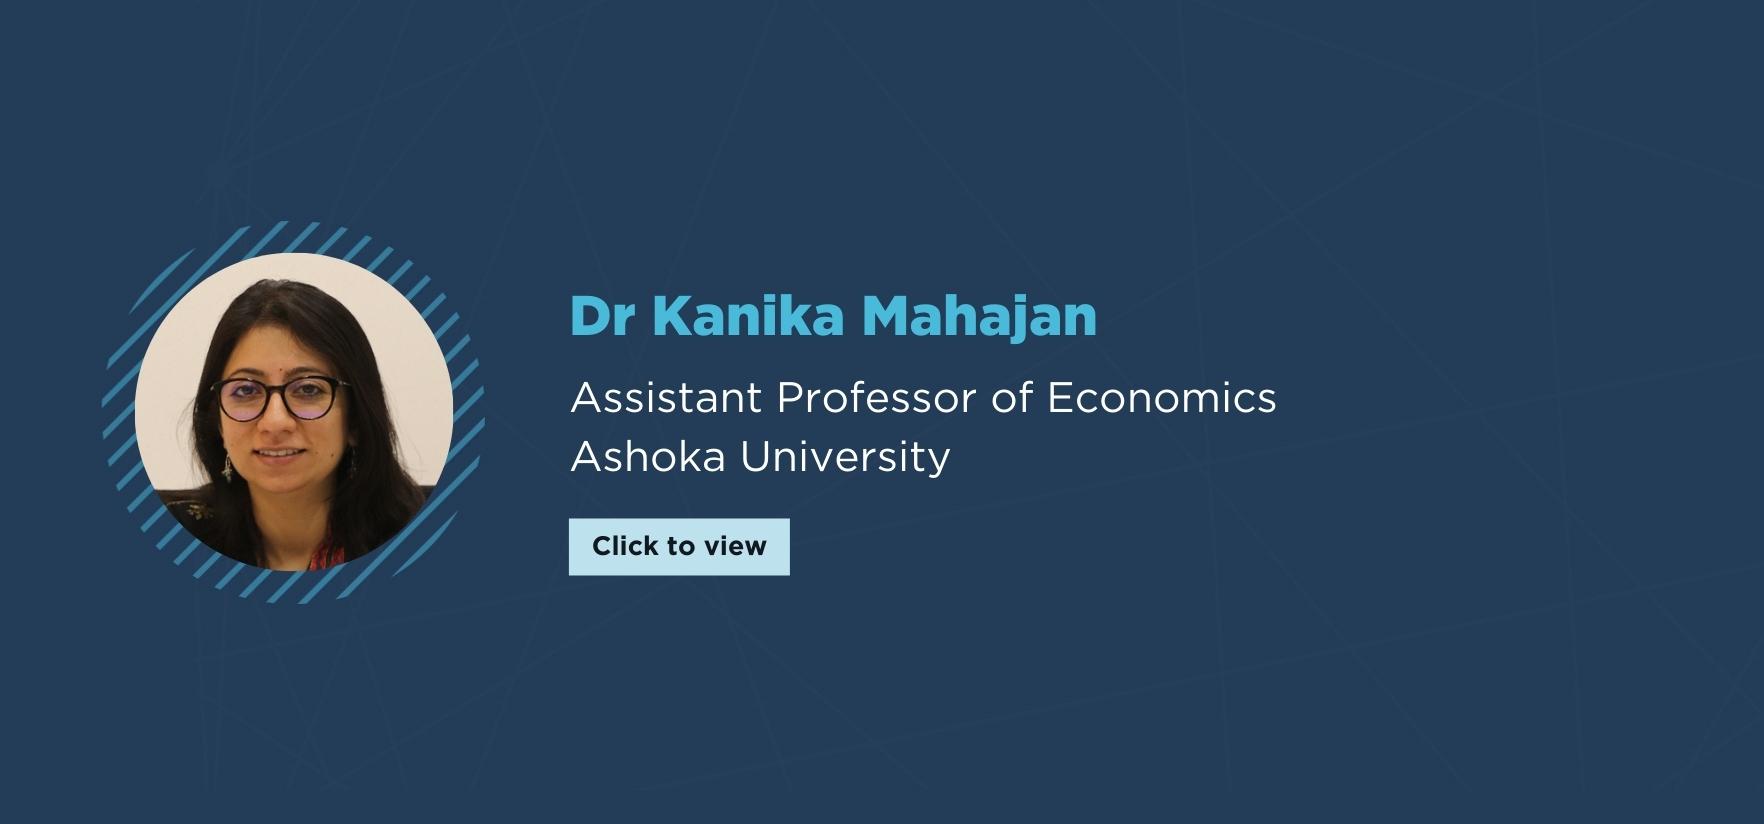 Dr Kanika Mahajan
Assistant Professor of Economics
Ashoka University
Click to view